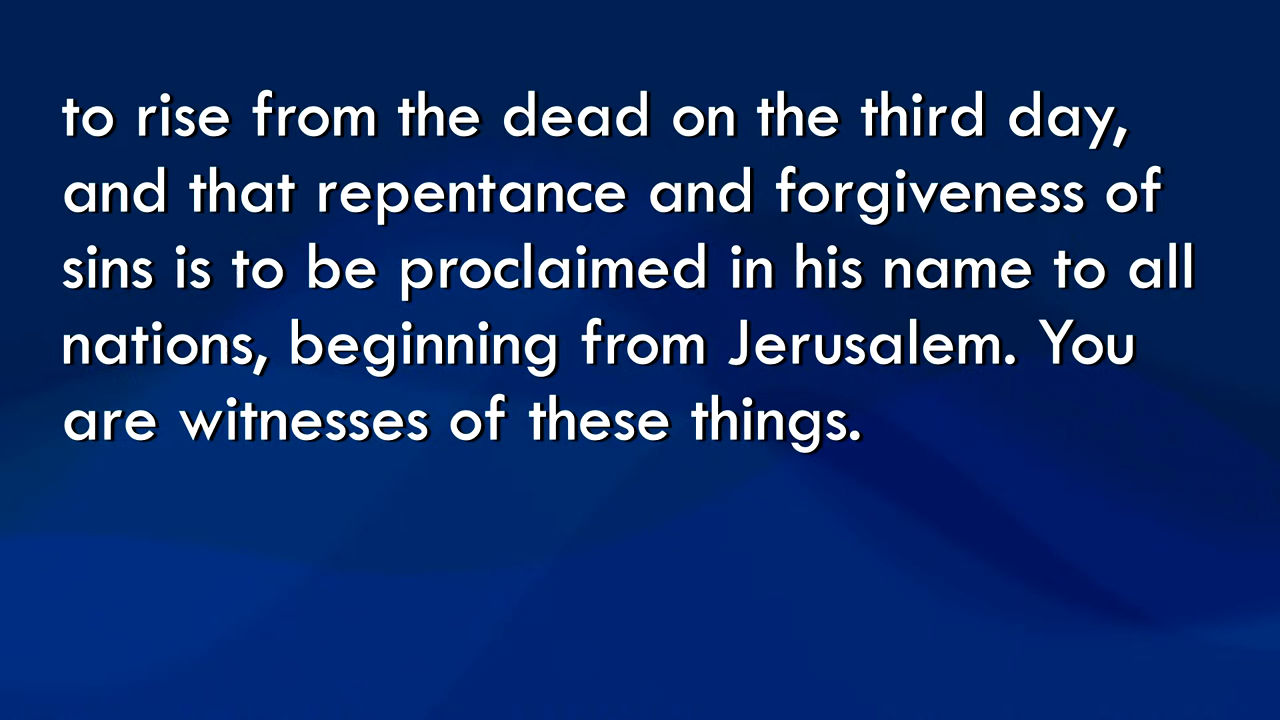 to rise from the dead on the third day,
and that repentance and forgiveness of
sins is to be proclaimed in his name to all
nations, beginning from Jerusalem. You
are witnesses of these things.